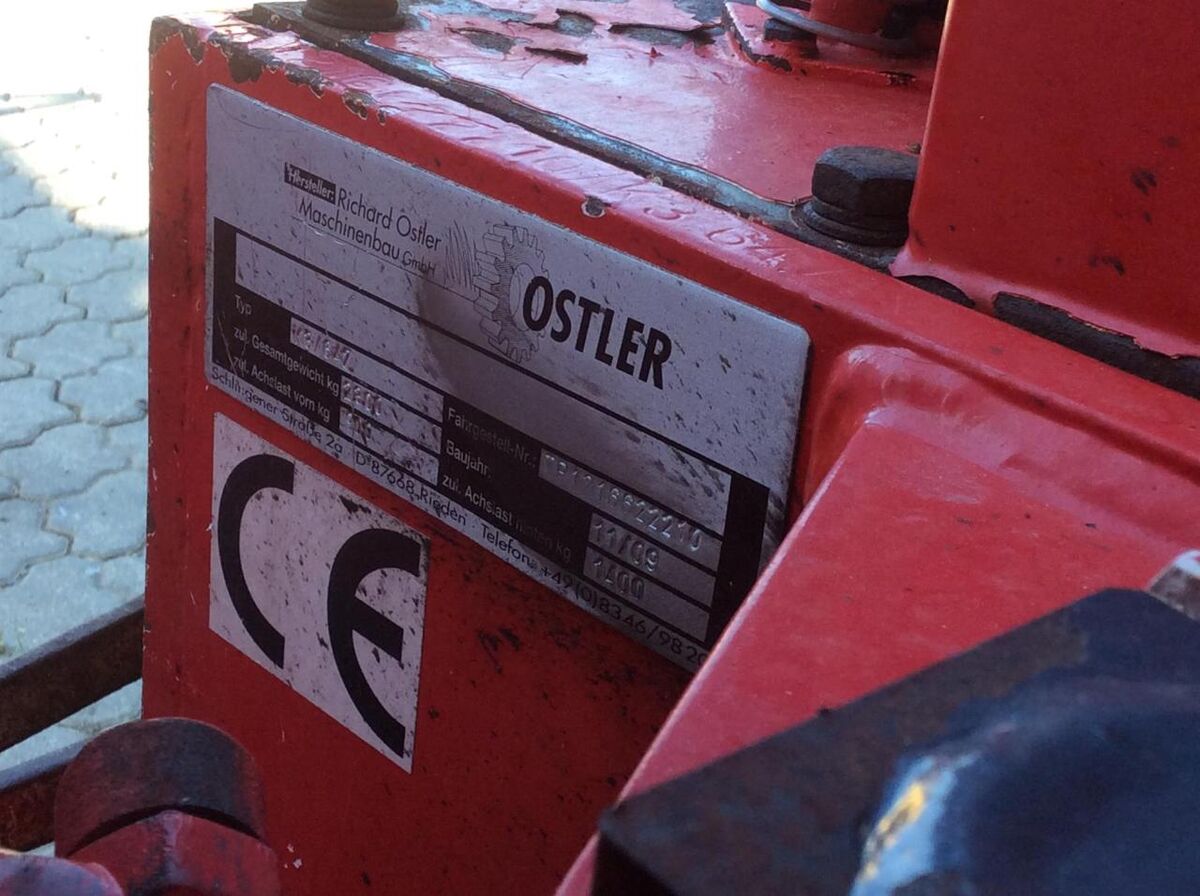 Hersteller: Richard Ostler
Maschinenbau GmbH
OSTLER
Typ
zul. Gesamtgewicht kg
zul. Achslast vorn kg
Fahrgestell-Nr.:
Baujahr 11/09
zul. Achslast hinten kg 1400
Schlingener Straße 2a D-87668 Rieden · Telefon: +49(0)8346/9820
CE